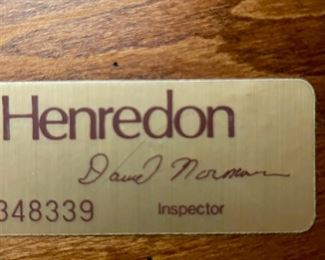 Henredon
David Norman
348339 Inspector